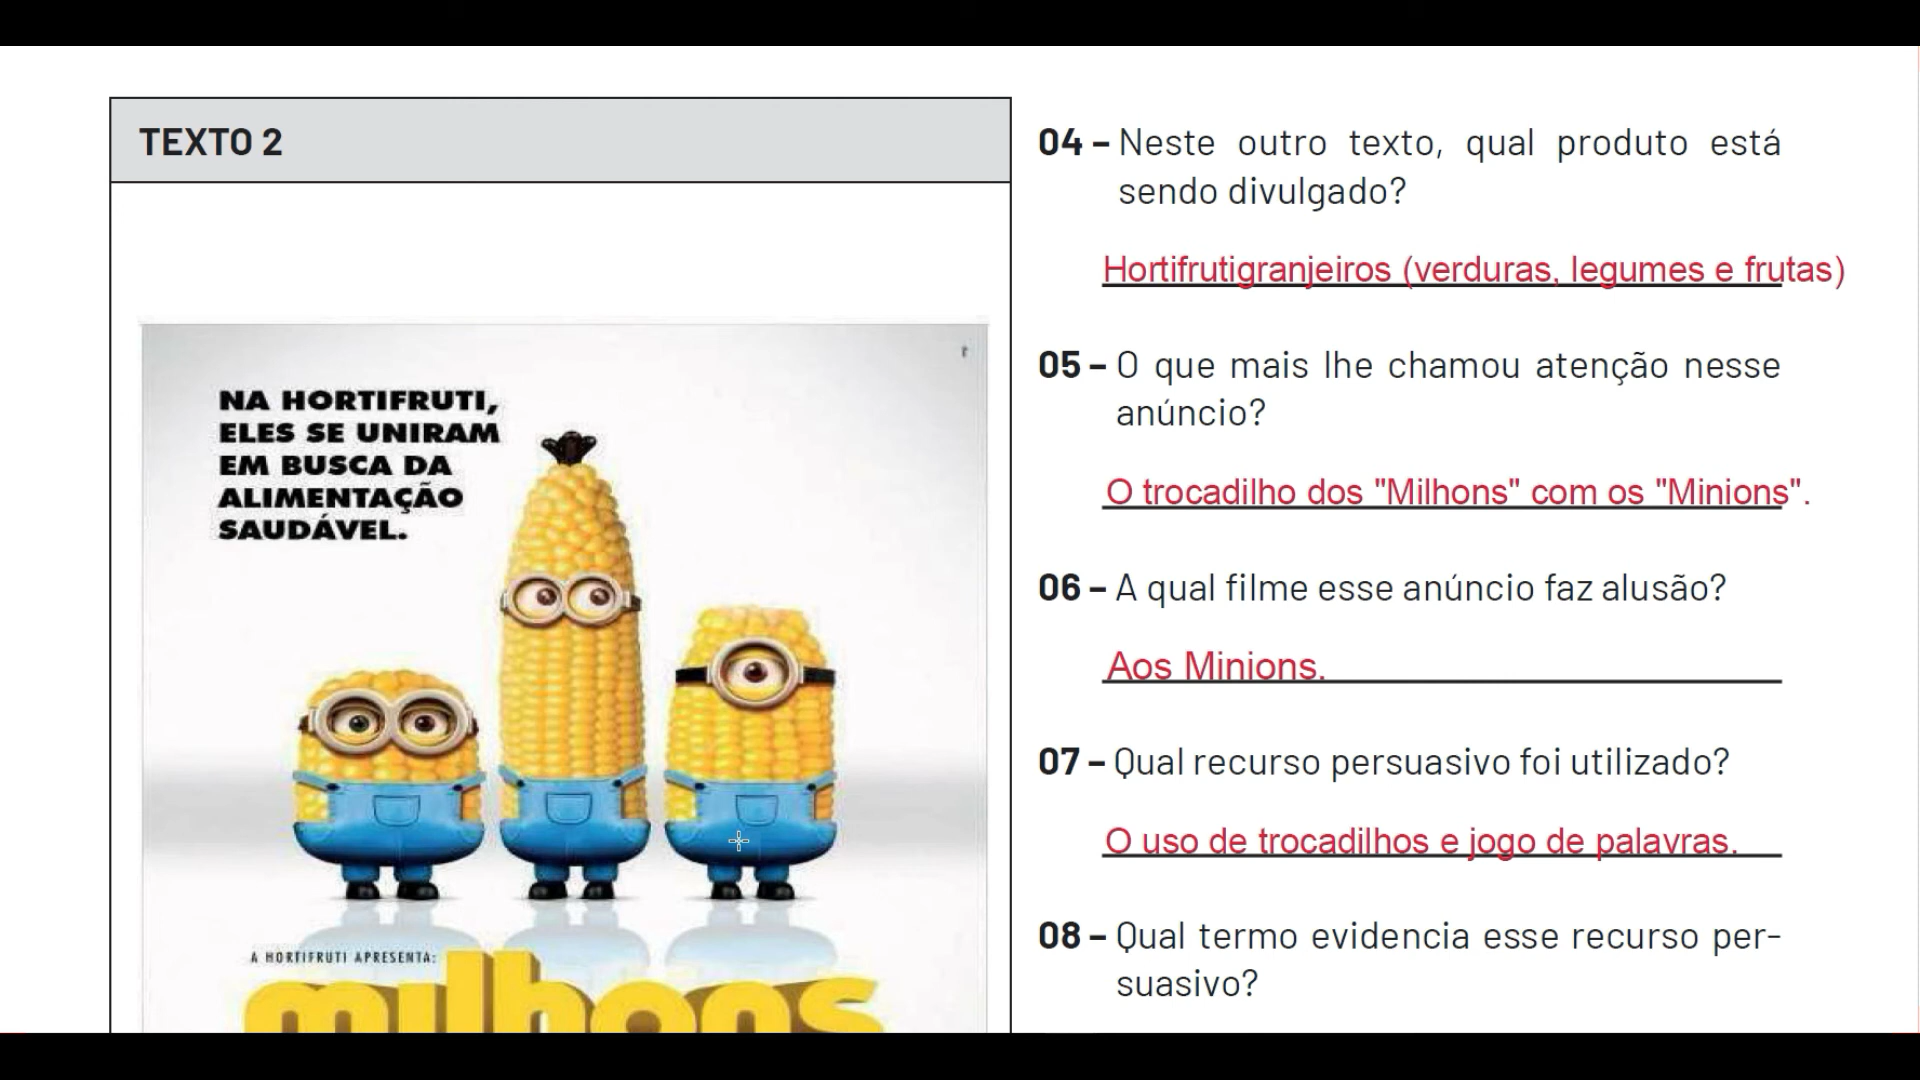 TEXTO 2
NA HORTIFRUTI,
ELES SE UNIRAM
EM BUSCA DA
ALIMENTAÇÃO
SAUDÁVEL.
A HORTIFRUTI APRESENTA:
milhons
04 – Neste outro texto, qual produto está
sendo divulgado?
Hortifrutigranjeiros (verduras, legumes e frutas)
05 – O que mais lhe chamou atenção nesse
anúncio?
O trocadilho dos "Milhons" com os "Minions".
06 – A qual filme esse anúncio faz alusão?
Aos Minions.
07 – Qual recurso persuasivo foi utilizado?
O uso de trocadilhos e jogo de palavras.
08 – Qual termo evidencia esse recurso per-
suasivo?